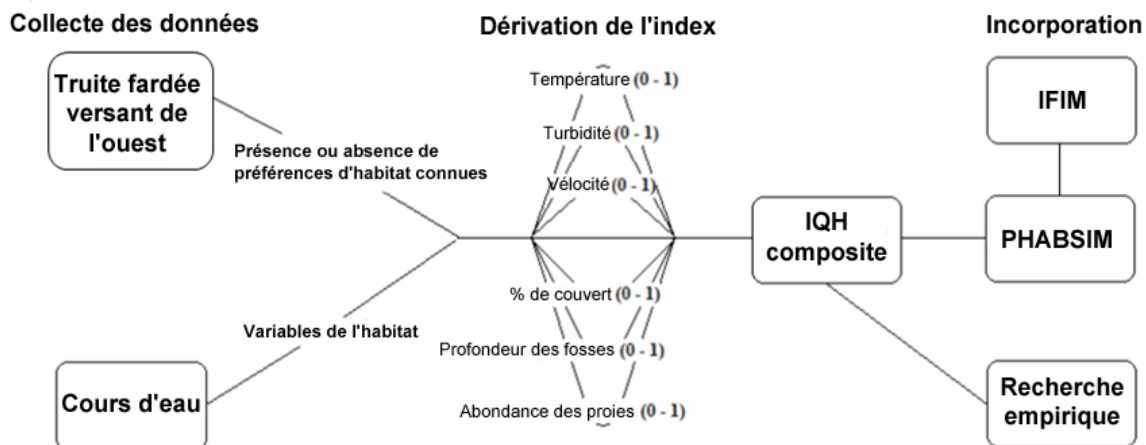 Collecte des données
Dérivation de l'index
Incorporation
Truite fardée
versant de
l'ouest
Présence ou absence de
préférences d'habitat connues
Variables de l'habitat
Cours d'eau
Température (0 - 1)
Turbidité (0 - 1)
Vélocité (0 - 1)
% de couvert (0 - 1)
Profondeur des fosses (0 - 1)
Abondance des proies (0 - 1)
IQH
composite
IFIM
PHABSIM
Recherche
empirique